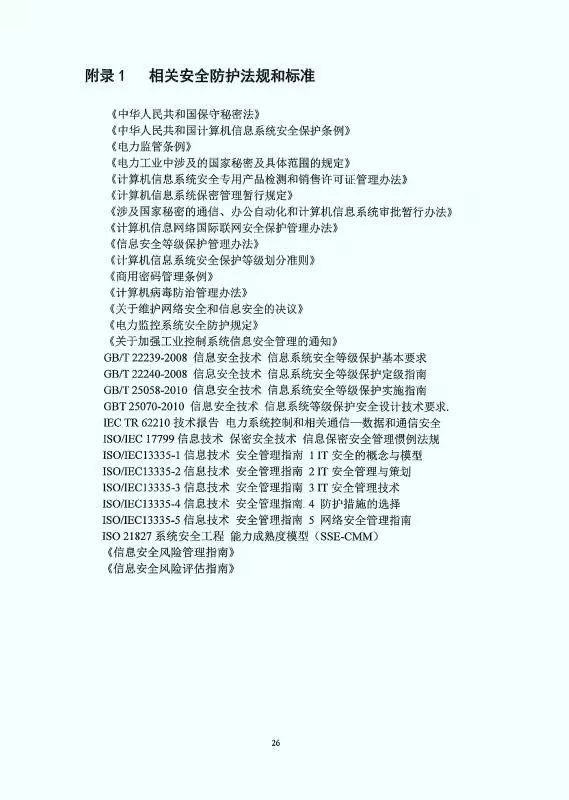 附录 1 相关安全防护法规和标准
《中华人民共和国保守秘密法》
《中华人民共和国计算机信息系统安全保护条例》
《电力监管条例》
《电力工业中涉及的国家秘密及具体范围的规定》
《计算机信息系统安全专用产品检测和销售许可证管理办法》
《计算机信息系统保密管理暂行规定》
《涉及国家秘密的通信、办公自动化和计算机信息系统审批暂行办法》
《计算机信息网络国际联网安全保护管理办法》
《信息安全等级保护管理办法》
《计算机信息系统安全保护等级划分准则》
《商用密码管理条例》
《计算机病毒防治管理办法》
《关于维护网络安全和信息安全的决议》
《电力监控系统安全防护规定》
《关于加强工业控制系统信息安全管理的通知》
GB/T 22239-2008 信息安全技术 信息系统安全等级保护基本要求
GB/T 22240-2008 信息安全技术 信息系统安全等级保护定级指南
GB/T 25058-2010 信息安全技术 信息系统安全等级保护实施指南
GBT 25070-2010 信息安全技术 信息系统等级保护安全设计技术要求.
IEC TR 62210 技术报告 电力系统控制和相关通信—数据和通信安全
ISO/IEC 17799 信息技术 保密安全技术 信息保密安全管理惯例法规
ISO/IEC13335-1 信息技术 安全管理指南 1 IT 安全的概念与模型
ISO/IEC13335-2 信息技术 安全管理指南 2 IT 安全管理与策划
ISO/IEC13335-3 信息技术 安全管理指南 3 IT 安全管理技术
ISO/IEC13335-4 信息技术 安全管理指南 4 防护措施的选择
ISO/IEC13335-5 信息技术 安全管理指南 5 网络安全管理指南
ISO 21827 系统安全工程 能力成熟度模型（SSE-CMM）
《信息安全风险管理指南》
《信息安全风险评估指南》
26